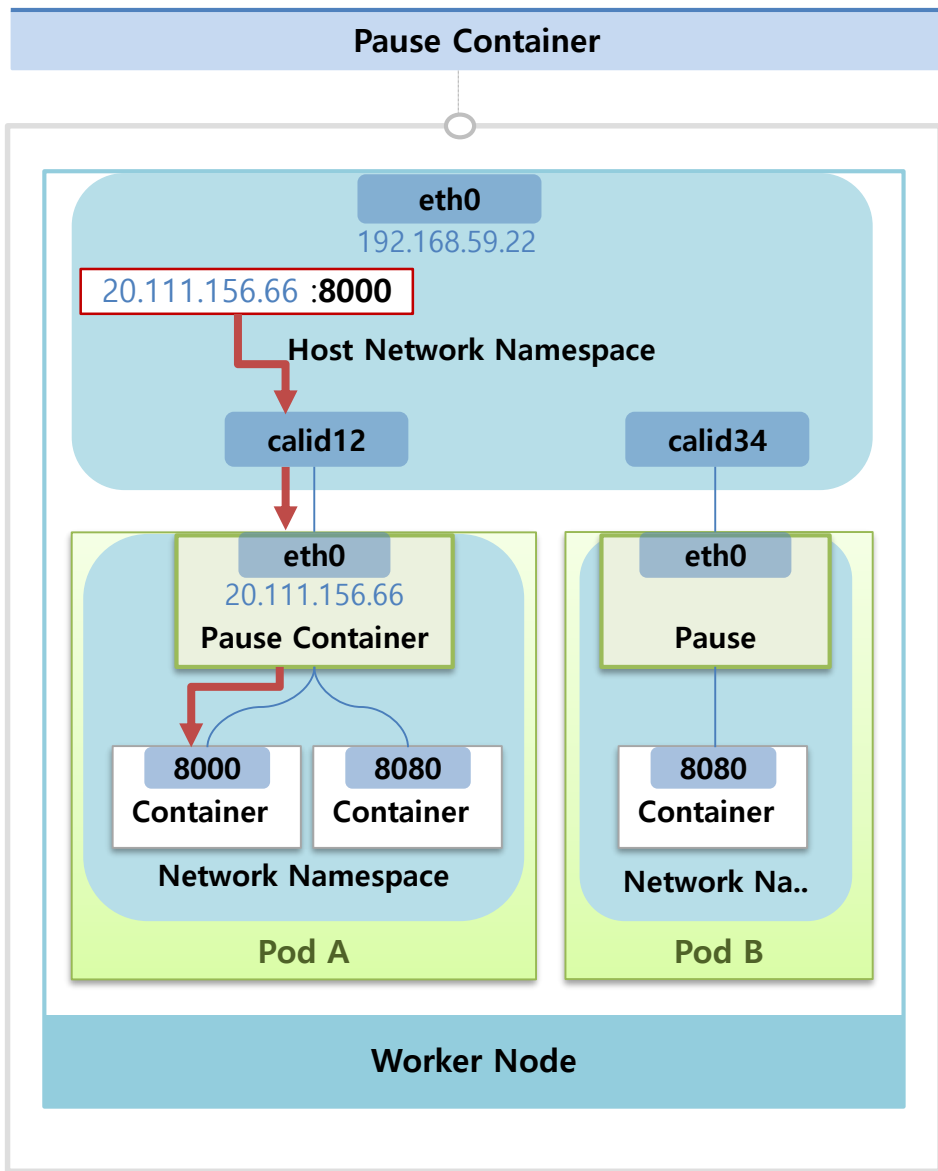 Pause Container
eth0
192.168.59.22
20.111.156.66 :8000
Host Network Namespace
calid12
calid34
eth0
20.111.156.66
Pause Container
eth0
Pause
8000
Container
8080
Container
8080
Container
Network Namespace
Network Na..
Pod A
Pod B
Worker Node